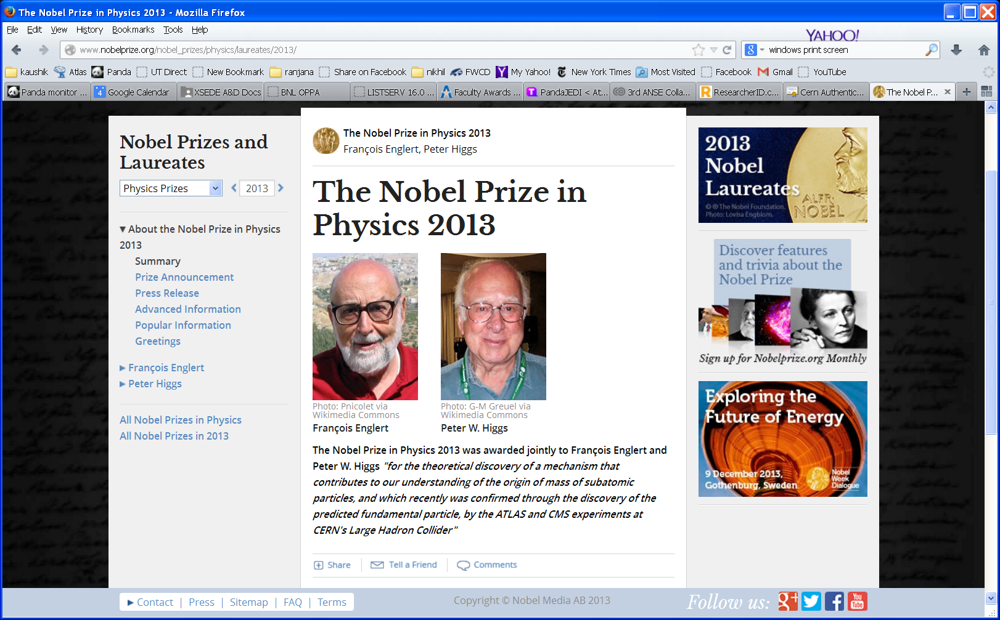 The Nobel Prize in Physics 2013 - Mozilla Firefox
File Edit View History Bookmarks Tools Help
YAHOO!
www.nobelprize.org/nobel_prizes/physics/laureates/2013/
8 windows print screen
kaushik Atlas Panda UT Direct New Bookmark ranjana Share on Facebook nikhil FWCD My Yahoo! New York Times Most Visited Facebook Gmail YouTube
Panda monitor ... 4 Google Calendar XSEDE A&D Docs BNL OPPA LISTSERV 16.0 ... Faculty Awards ... PandaJEDI < At... 3rd ANSE Colla... R ResearcherID.c... Cern Authentic... The Nobel P...
Nobel Prizes and
Laureates
Physics Prizes 2013
▼ About the Nobel Prize in Physics
2013
Summary
Prize Announcement
Press Release
Advanced Information
Popular Information
Greetings
► François Englert
► Peter Higgs
All Nobel Prizes in Physics
All Nobel Prizes in 2013
The Nobel Prize in Physics 2013
François Englert, Peter Higgs
The Nobel Prize in
Physics 2013
Photo: Pnicolet via
Wikimedia Commons
François Englert
Photo: G-M Greuel via
Wikimedia Commons
Peter W. Higgs
The Nobel Prize in Physics 2013 was awarded jointly to François Englert and
Peter W. Higgs "for the theoretical discovery of a mechanism that
contributes to our understanding of the origin of mass of subatomic
particles, and which recently was confirmed through the discovery of the
predicted fundamental particle, by the ATLAS and CMS experiments at
CERN's Large Hadron Collider"
Share | Tell a Friend | Comments
2013
Nobel
Laureates
© ® The Nobel Foundation.
Photo: Lovisa Engblom.
ALFR.
NOBEL
Discover features
and trivia about the
Nobel Prize
Sign up for Nobelprize.org Monthly
Exploring the
Future of Energy
9 December 2013,
Gothenburg, Sweden
Nobel
Week
Dialogue
► Contact | Press | Sitemap | FAQ | Terms
Copyright © Nobel Media AB 2013
Follow us: g+ f You Tube